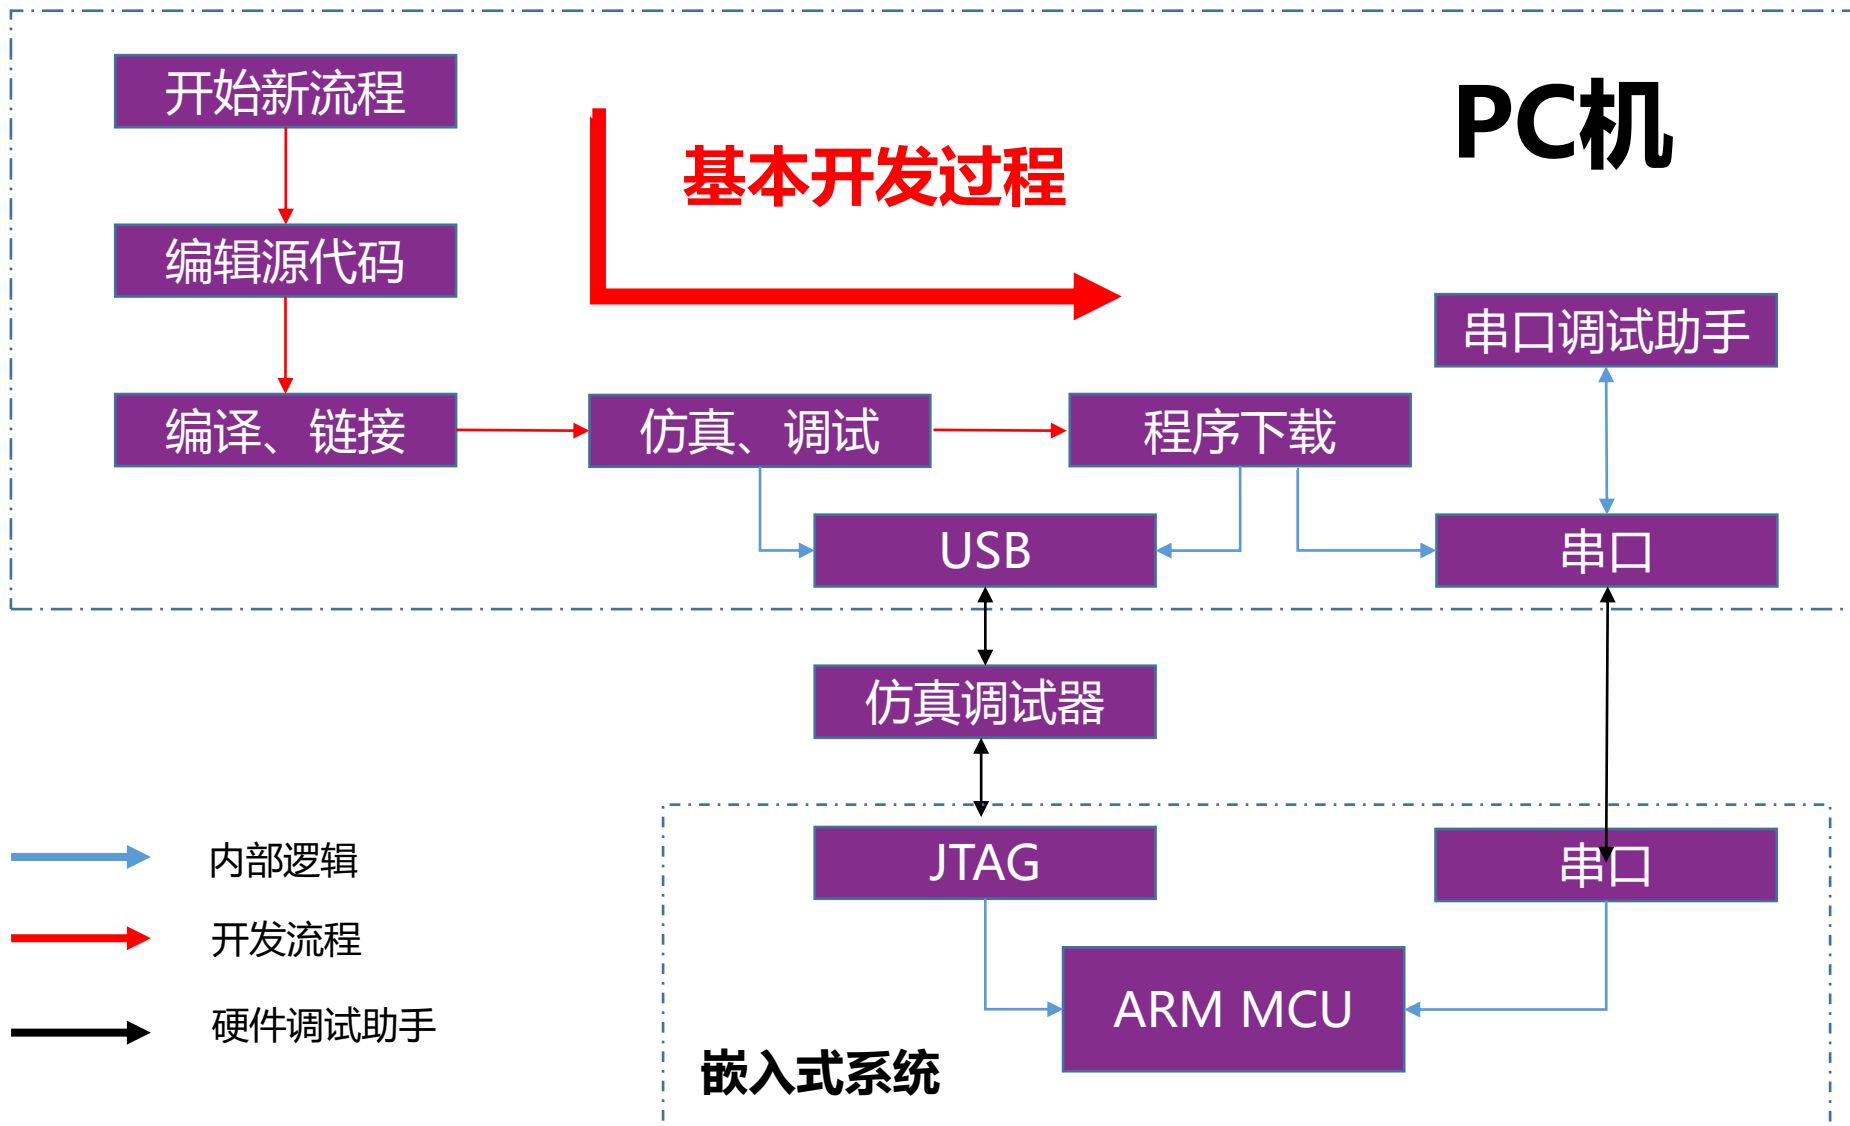 开始新流程
PC机
基本开发过程
编辑源代码
串口调试助手
编译、链接
仿真、调试
程序下载
USB
串口
仿真调试器
内部逻辑
JTAG
串口
开发流程
ARM MCU
硬件调试助手
嵌入式系统